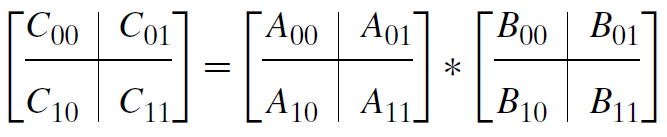 C00 C01 = A00 A01 * B00 B01
C10 C11 A10 A11 B10 B11